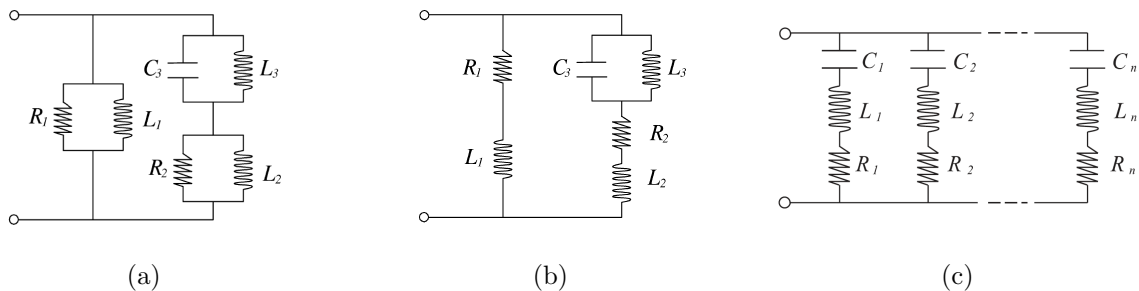 C3 L3
R1 L1
R2 L2
(a)
R1 C3 L3
R2
L1 L2
(b)
C1 C2 Cn
L1 L2 Ln
R1 R2 Rn
(c)